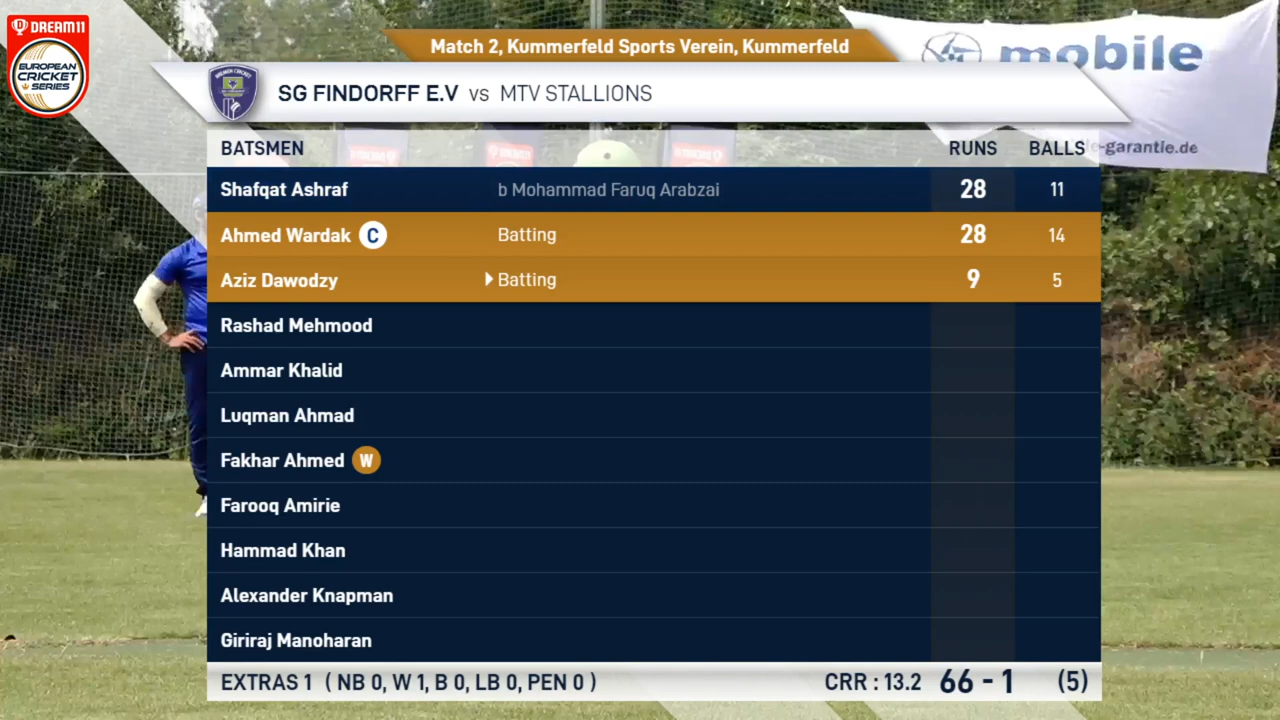 DREAM11
EUROPEAN
CRICKET
SERIES
Match 2, Kummerfeld Sports Verein, Kummerfeld
mobile
SG FINDORFF E.V vs MTV STALLIONS
e-garantie.de
BATSMEN RUNS BALLS
Shafqat Ashraf b Mohammad Faruq Arabzai 28 11
Ahmed Wardak C Batting 28 14
Aziz Dawodzy Batting 9 5
Rashad Mehmood
Ammar Khalid
Luqman Ahmad
Fakhar Ahmed W
Farooq Amirie
Hammad Khan
Alexander Knapman
Giriraj Manoharan
EXTRAS 1 ( NB 0, W 1, B 0, LB 0, PEN 0 ) CRR : 13.2 66 - 1 (5)